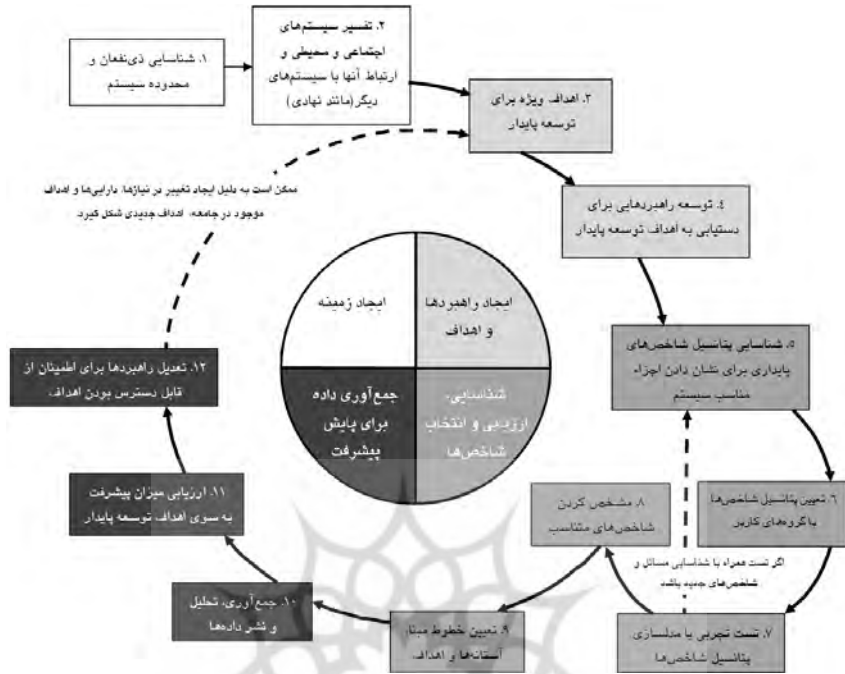 ۱. شناسایی ذی‌نفعان و
محدوده سیستم
۲. تفسیر سیستم‌های
اجتماعی و محیطی و
ارتباط آنها با سیستم‌های
دیگر(مانند نهادی)
۳. اهداف ویژه برای
توسعه پایدار
۴. توسعه راهبردهایی برای
دستیابی به اهداف توسعه پایدار
۵. شناسایی پتانسیل شاخص‌های
پایداری برای نشان دادن اجزاء
مناسب سیستم
۶. تعیین پتانسیل شاخص‌ها
با گروه‌های کاربر
۷. تست تجربی یا مدلسازی
پتانسیل شاخص‌ها
اگر تست همراه با شناسایی مسائل و
شاخص‌های جدید باشد
۸. مشخص کردن
شاخص‌های متناسب
۹. تعیین خطوط مبنا،
آستانه‌ها و اهداف
۱۰. جمع‌آوری، تحلیل
و نشر داده‌ها
۱۱. ارزیابی میزان پیشرفت
به سوی اهداف توسعه پایدار
۱۲. تعدیل راهبردها برای اطمینان از
قابل دسترس بودن اهداف
ممکن است به دلیل ایجاد تغییر در نیازها، دارایی‌ها و اهداف
موجود در جامعه، اهداف جدیدی شکل گیرد.
ایجاد زمینه
ایجاد راهبردها
و اهداف
شناسایی،
ارزیابی و انتخاب
شاخص‌ها
جمع‌آوری داده
برای پایش
پیشرفت